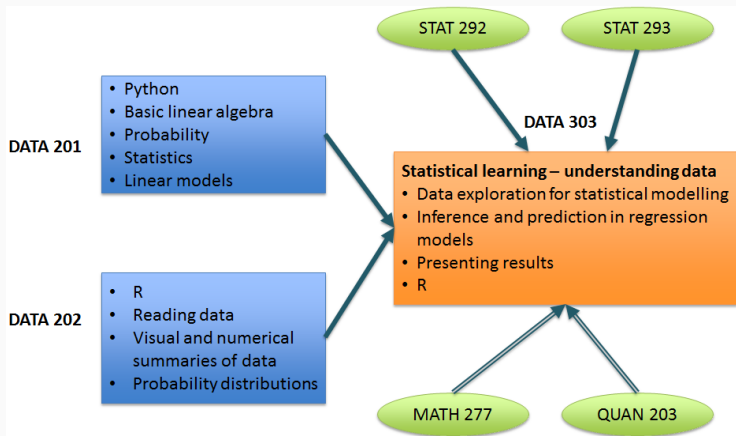 STAT 292
STAT 293
DATA 201
• Python
• Basic linear algebra
• Probability
• Statistics
• Linear models
DATA 303
Statistical learning – understanding data
• Data exploration for statistical modelling
• Inference and prediction in regression
models
• Presenting results
• R
DATA 202
• R
• Reading data
• Visual and numerical
summaries of data
• Probability distributions
MATH 277
QUAN 203